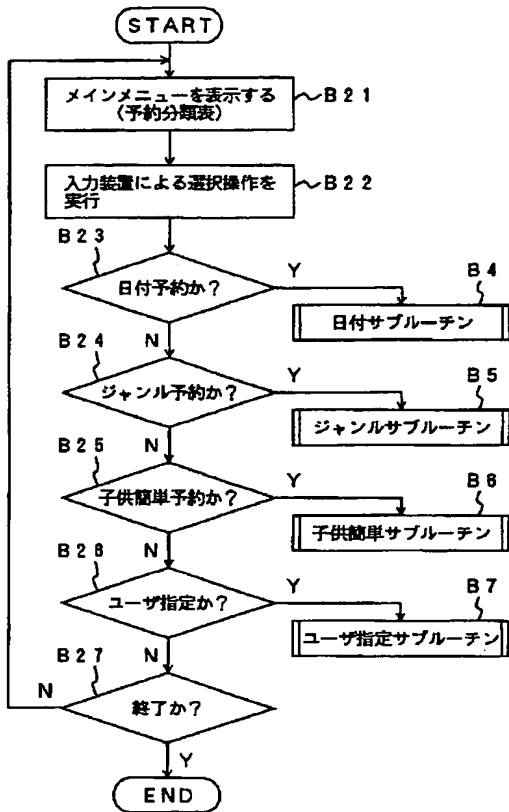 START
メインメニューを表示する
(予約分類表)
B21
入力装置による選択操作を
実行
B22
B23
日付予約か?
Y
N
B4
日付サブルーチン
B24
ジャンル予約か?
Y
N
B5
ジャンルサブルーチン
B25
子供簡単予約か?
Y
N
B6
子供簡単サブルーチン
B26
ユーザ指定か?
Y
N
B7
ユーザ指定サブルーチン
B27
N
終了か?
Y
END